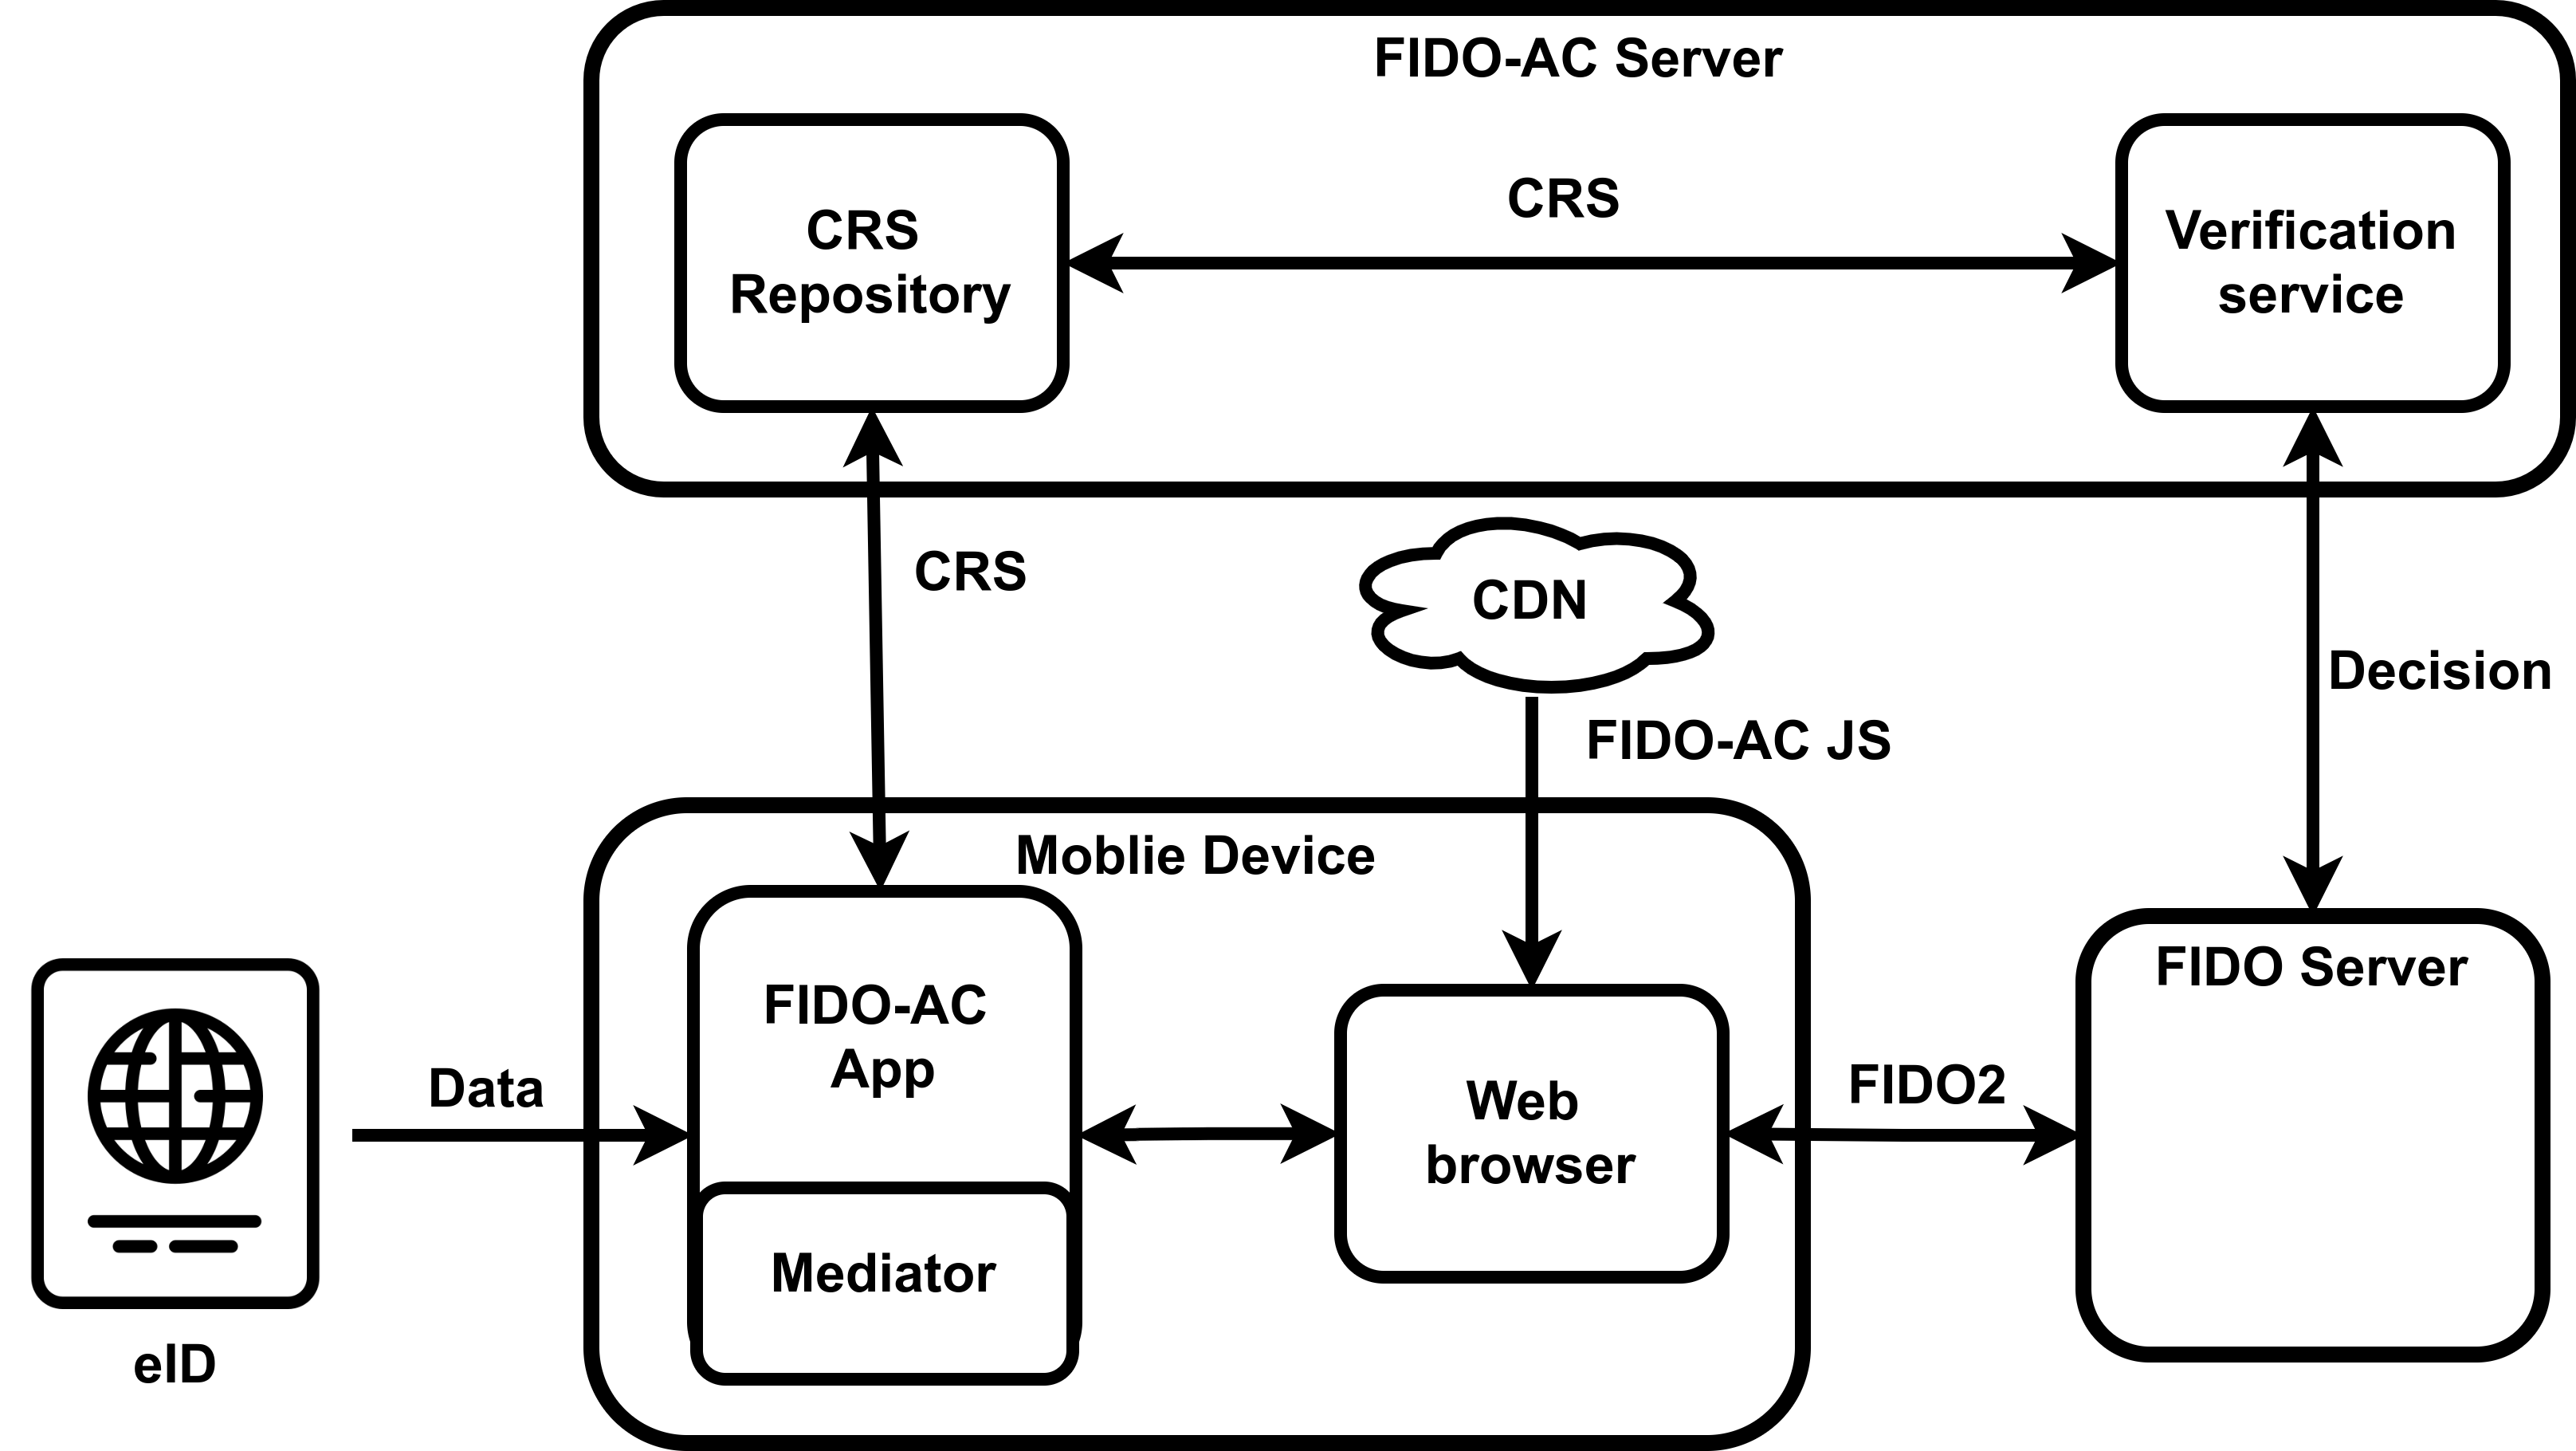 FIDO-AC Server
CRS
Repository
CRS
Verification
service
CRS
CDN
FIDO-AC JS
Decision
Moblie Device
FIDO-AC
App
Mediator
Web
browser
FIDO2
FIDO Server
Data
eID